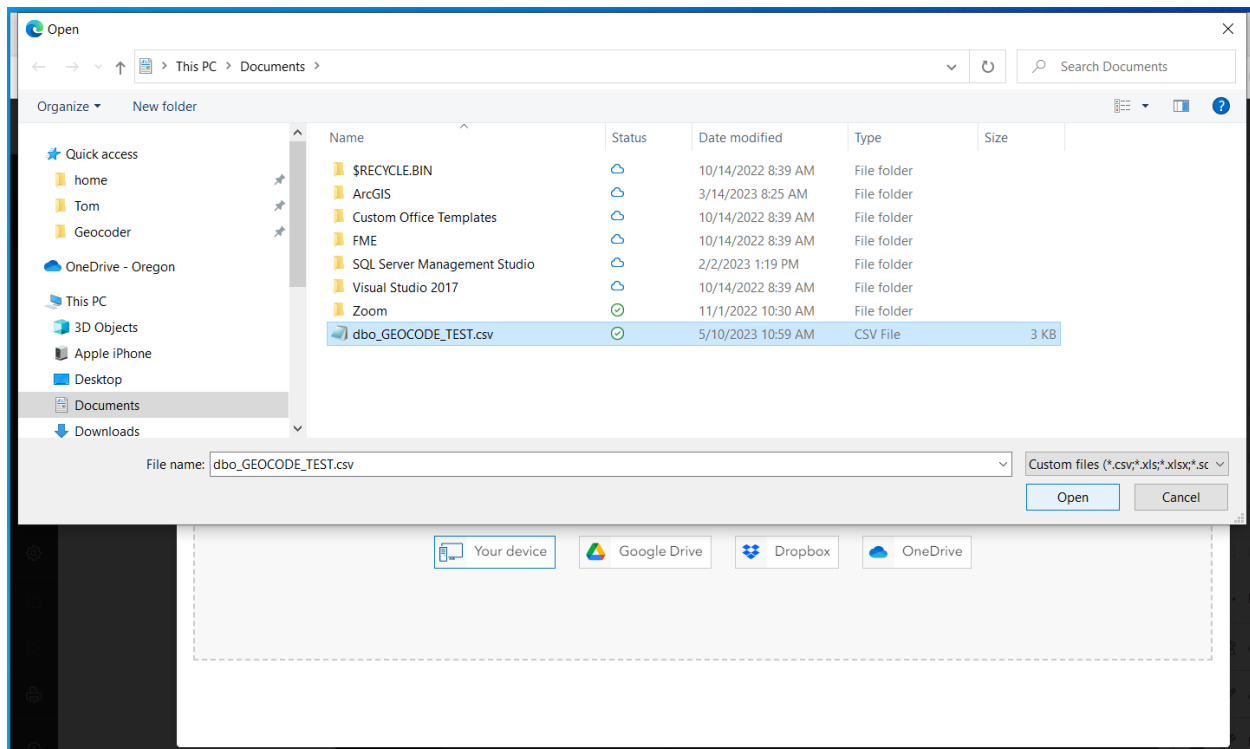 Open
This PC > Documents >
Search Documents
Organize
New folder
?
Name Status Date modified Type Size
Quick access
home
Tom
Geocoder
OneDrive - Oregon
This PC
3D Objects
Apple iPhone
Desktop
Documents
Downloads
$RECYCLE.BIN 10/14/2022 8:39 AM File folder
ArcGIS 3/14/2023 8:25 AM File folder
Custom Office Templates 10/14/2022 8:39 AM File folder
FME 10/14/2022 8:39 AM File folder
SQL Server Management Studio 2/2/2023 1:19 PM File folder
Visual Studio 2017 10/14/2022 8:39 AM File folder
Zoom 11/1/2022 10:30 AM File folder
dbo_GEOCODE_TEST.csv 5/10/2023 10:59 AM CSV File 3 KB
File name: dbo_GEOCODE_TEST.csv Custom files (*.csv;*.xls;*.xlsx;*.sc
Open Cancel
Your device Google Drive Dropbox OneDrive